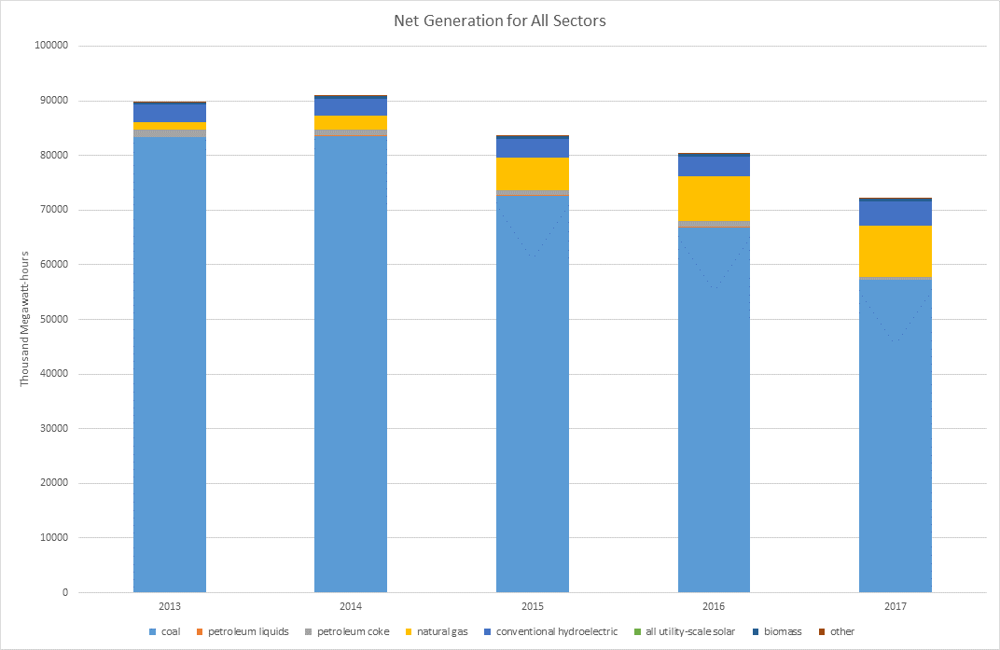 Net Generation for All Sectors
100000
90000
80000
70000
60000
50000
40000
30000
20000
10000
0
Thousand Megawatt-hours
2013 2014 2015 2016 2017
coal petroleum liquids petroleum coke natural gas conventional hydroelectric all utility-scale solar biomass other